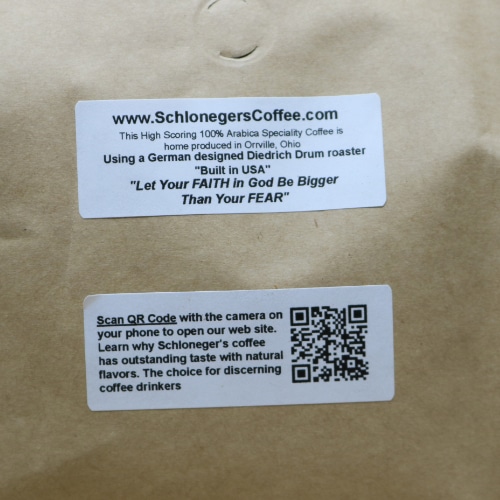 www.SchlonegersCoffee.com
This High Scoring 100% Arabica Speciality Coffee is
home produced in Orrville, Ohio
Using a German designed Diedrich Drum roaster
"Built in USA"
"Let Your FAITH in God Be Bigger
Than Your FEAR"
Scan QR Code with the camera on
your phone to open our web site.
Learn why Schloneger's coffee
has outstanding taste with natural
flavors. The choice for discerning
coffee drinkers